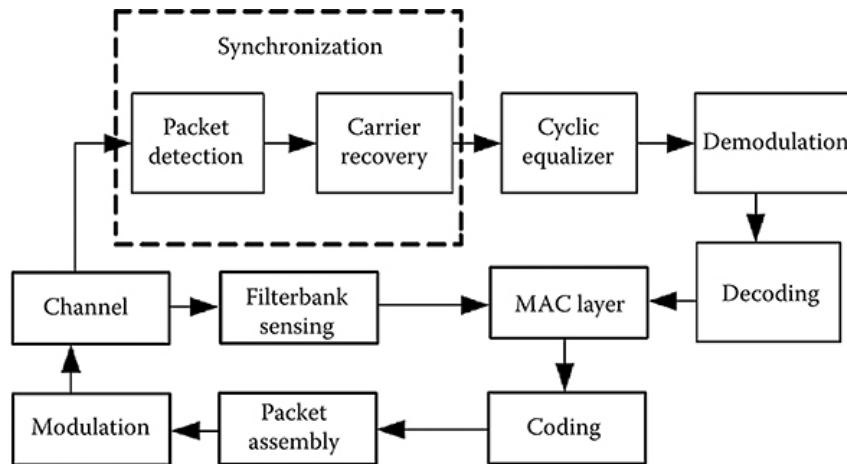 Synchronization
Packet
detection
Carrier
recovery
Cyclic
equalizer
Demodulation
Channel
Filterbank
sensing
MAC layer
Decoding
Modulation
Packet
assembly
Coding